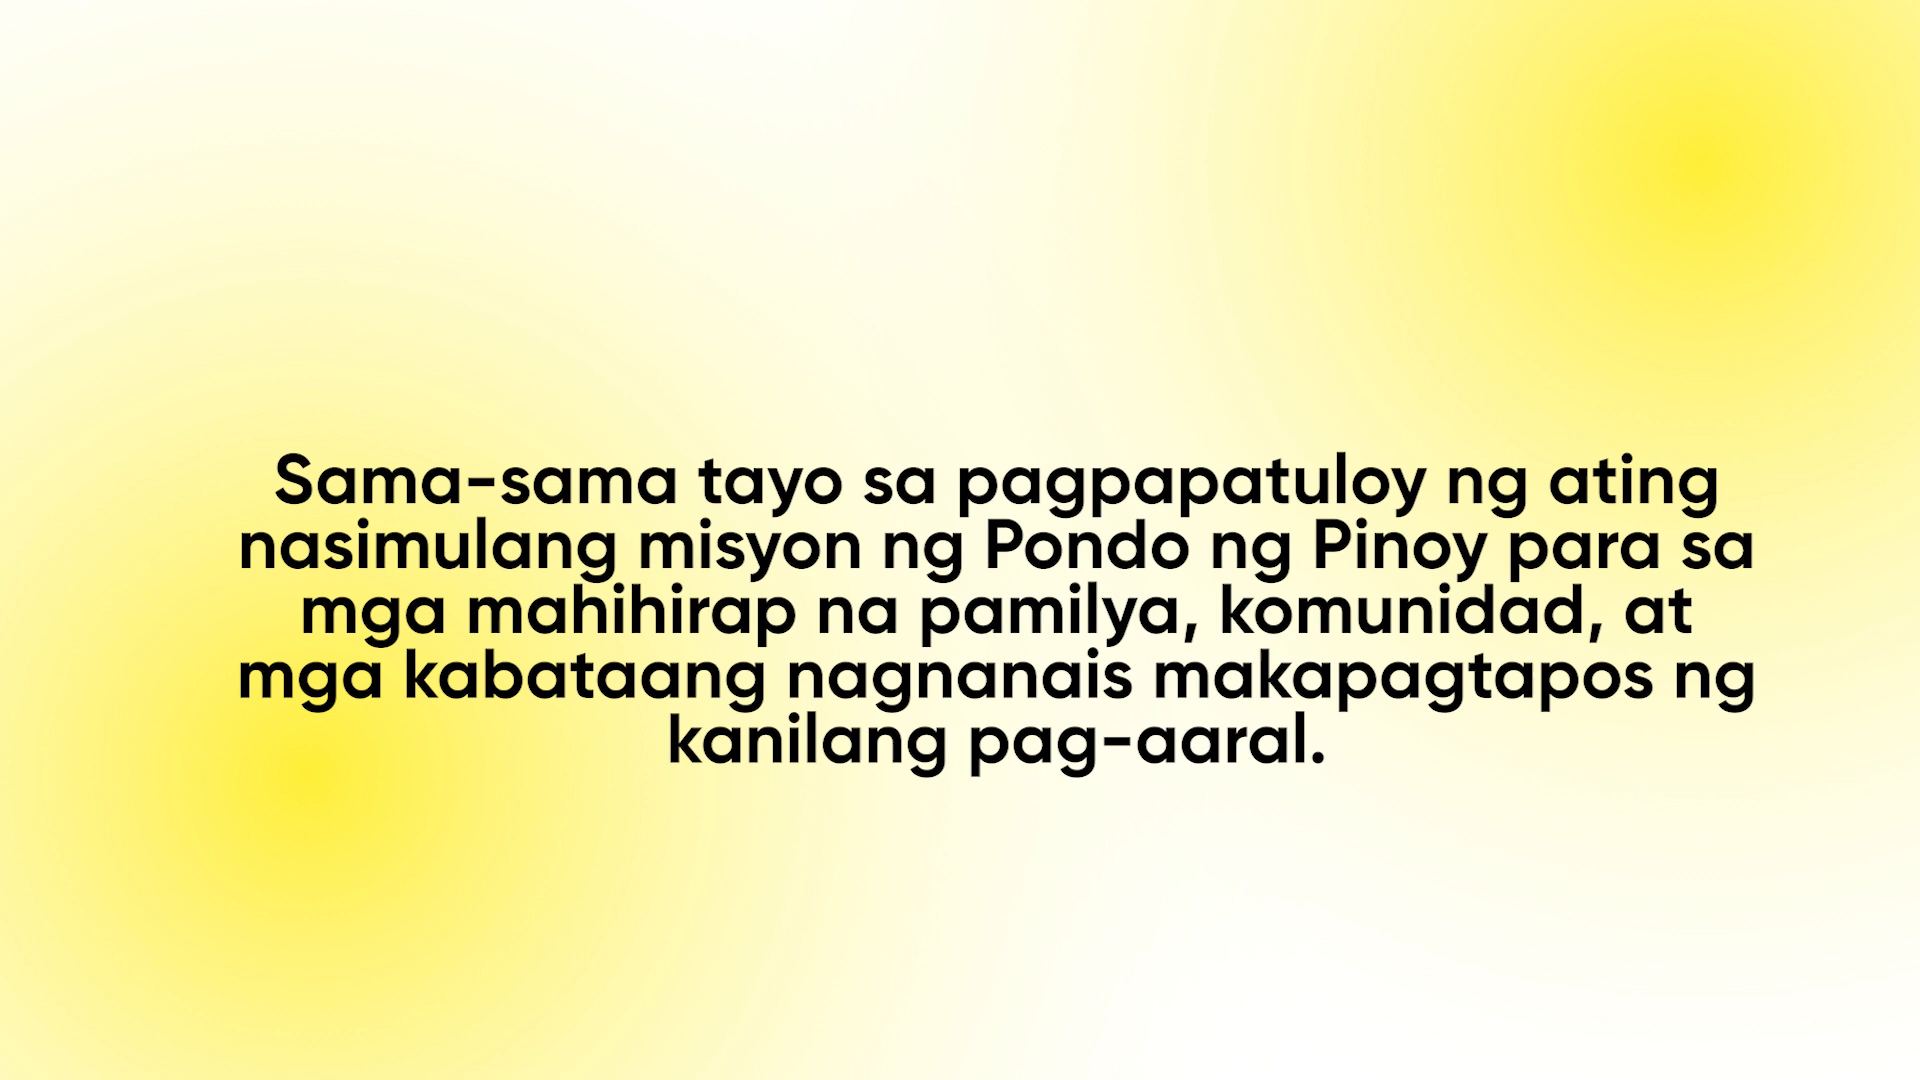 Sama-sama tayo sa pagpapatuloy ng ating
nasimulang misyon ng Pondo ng Pinoy para sa
mga mahihirap na pamilya, komunidad, at
mga kabataang nagnanais makapagtapos ng
kanilang pag-aaral.